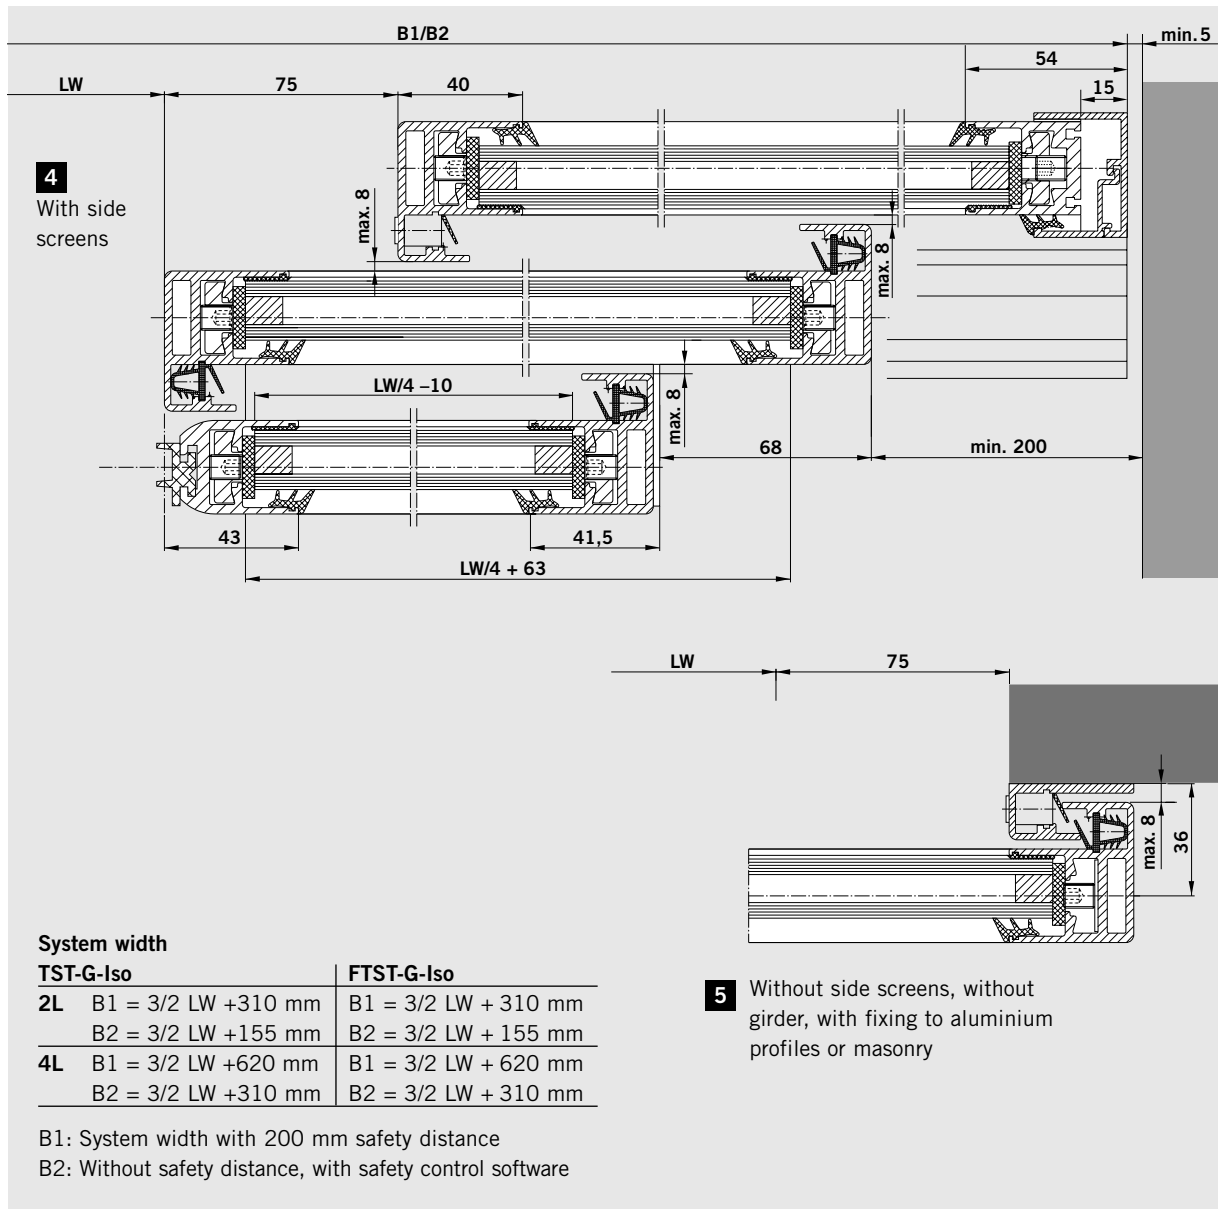 B1/B2
min. 5
54
LW
75
40
15
4
With side
screens
max. 8
max. 8
LW/4 –10
max. 8
68
min. 200
43
41,5
LW/4 + 63
LW
75
max. 8
36
System width
TST-G-Iso FTST-G-Iso
2L B1 = 3/2 LW +310 mm B1 = 3/2 LW + 310 mm
B2 = 3/2 LW +155 mm B2 = 3/2 LW + 155 mm
4L B1 = 3/2 LW +620 mm B1 = 3/2 LW + 620 mm
B2 = 3/2 LW +310 mm B2 = 3/2 LW + 310 mm
B1: System width with 200 mm safety distance
B2: Without safety distance, with safety control software
5
Without side screens, without
girder, with fixing to aluminium
profiles or masonry